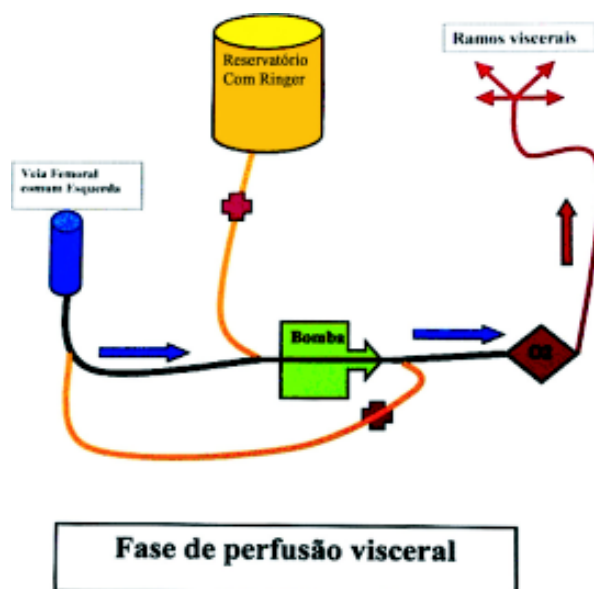 Reservatório
Com Ringer
Ramos viscerais
Veia Femoral
comum Esquerda
Bomba
O2
Fase de perfusão visceral